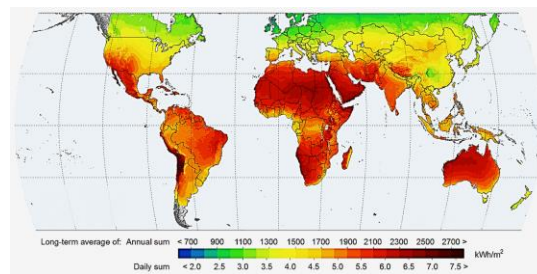 Long-term average of: Annual sum < 700 900 1100 1300 1500 1700 1900 2100 2300 2500 2700 > kWh/m²
Daily sum < 2.0 2.5 3.0 3.5 4.0 4.5 5.0 5.5 6.0 6.5 7.0 7.5 >